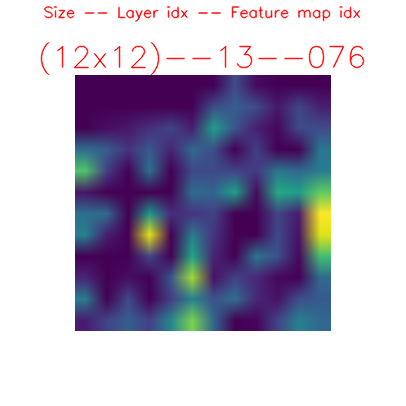 Size -- Layer idx -- Feature map idx
(12x12)--13--076